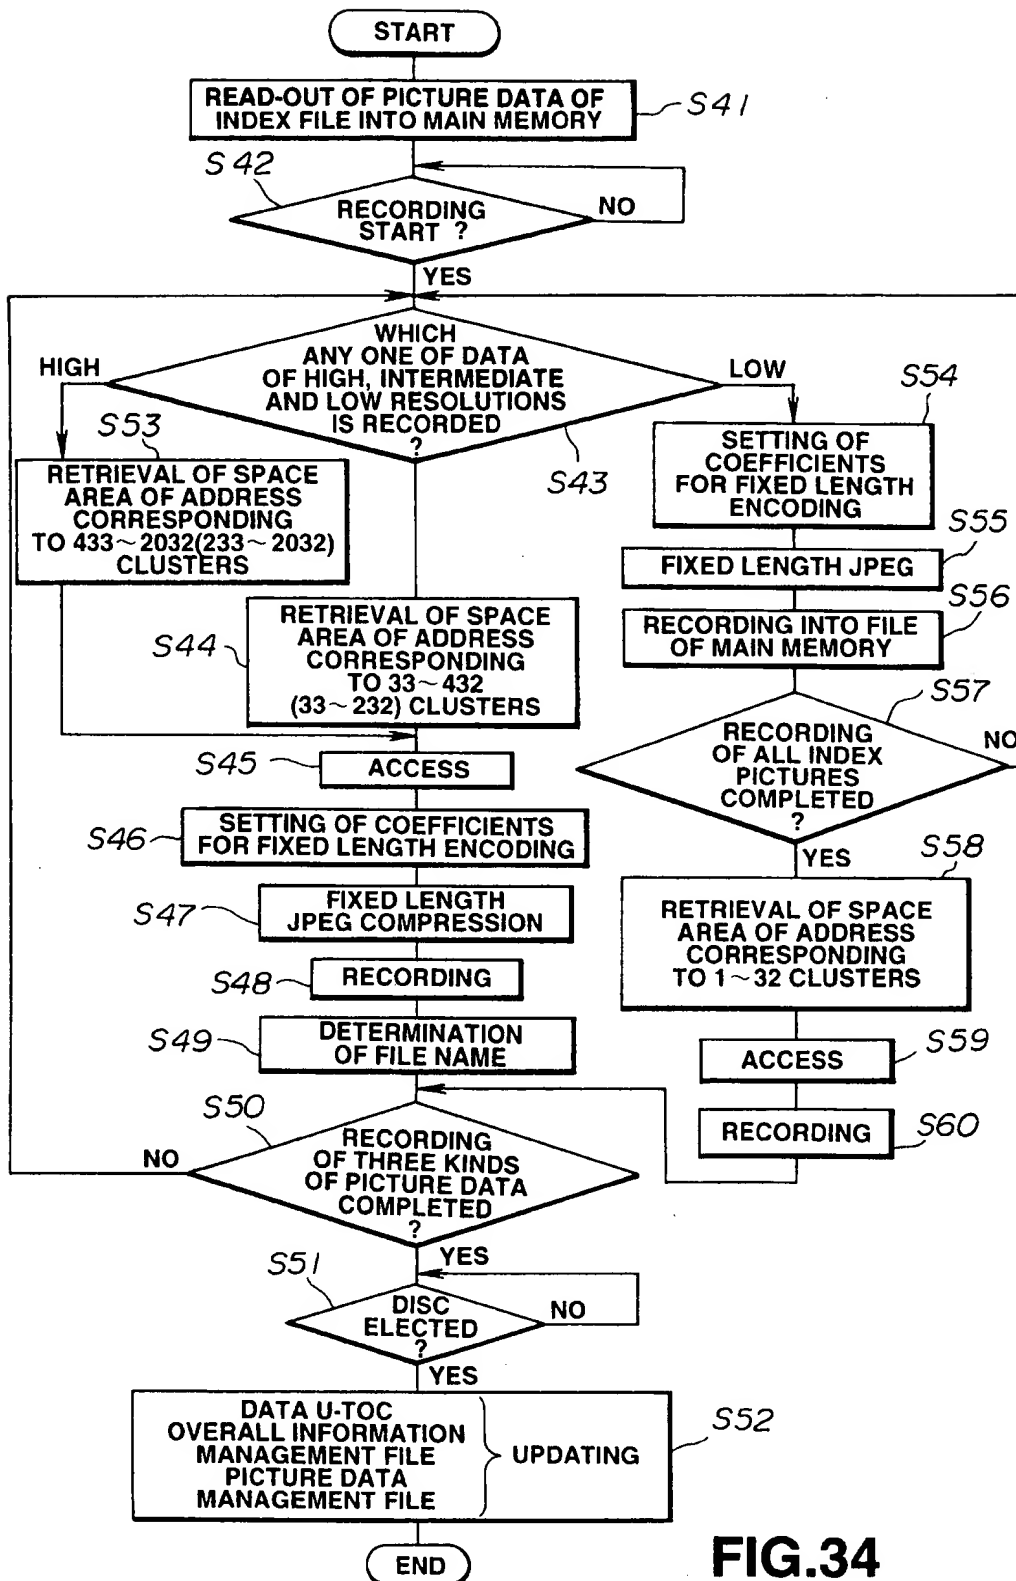 START
READ-OUT OF PICTURE DATA OF
INDEX FILE INTO MAIN MEMORY
S41
S42
RECORDING
START ?
NO
YES
WHICH
ANY ONE OF DATA
OF HIGH, INTERMEDIATE
AND LOW RESOLUTIONS
IS RECORDED
?
HIGH
LOW
S43
S53
RETRIEVAL OF SPACE
AREA OF ADDRESS
CORRESPONDING
TO 433~2032(233~2032)
CLUSTERS
S44
RETRIEVAL OF SPACE
AREA OF ADDRESS
CORRESPONDING
TO 33~432
(33~232) CLUSTERS
S45
ACCESS
S46
SETTING OF COEFFICIENTS
FOR FIXED LENGTH ENCODING
S47
FIXED LENGTH
JPEG COMPRESSION
S48
RECORDING
S49
DETERMINATION
OF FILE NAME
S54
SETTING OF
COEFFICIENTS
FOR FIXED LENGTH
ENCODING
S55
FIXED LENGTH JPEG
S56
RECORDING INTO FILE
OF MAIN MEMORY
S57
RECORDING
OF ALL INDEX
PICTURES
COMPLETED
?
NO
YES
S58
RETRIEVAL OF SPACE
AREA OF ADDRESS
CORRESPONDING
TO 1~32 CLUSTERS
S59
ACCESS
S60
RECORDING
S50
RECORDING
OF THREE KINDS
OF PICTURE DATA
COMPLETED
?
NO
YES
S51
DISC
ELECTED
?
NO
YES
S52
DATA U-TOC
OVERALL INFORMATION
MANAGEMENT FILE
PICTURE DATA
MANAGEMENT FILE
UPDATING
END
FIG.34